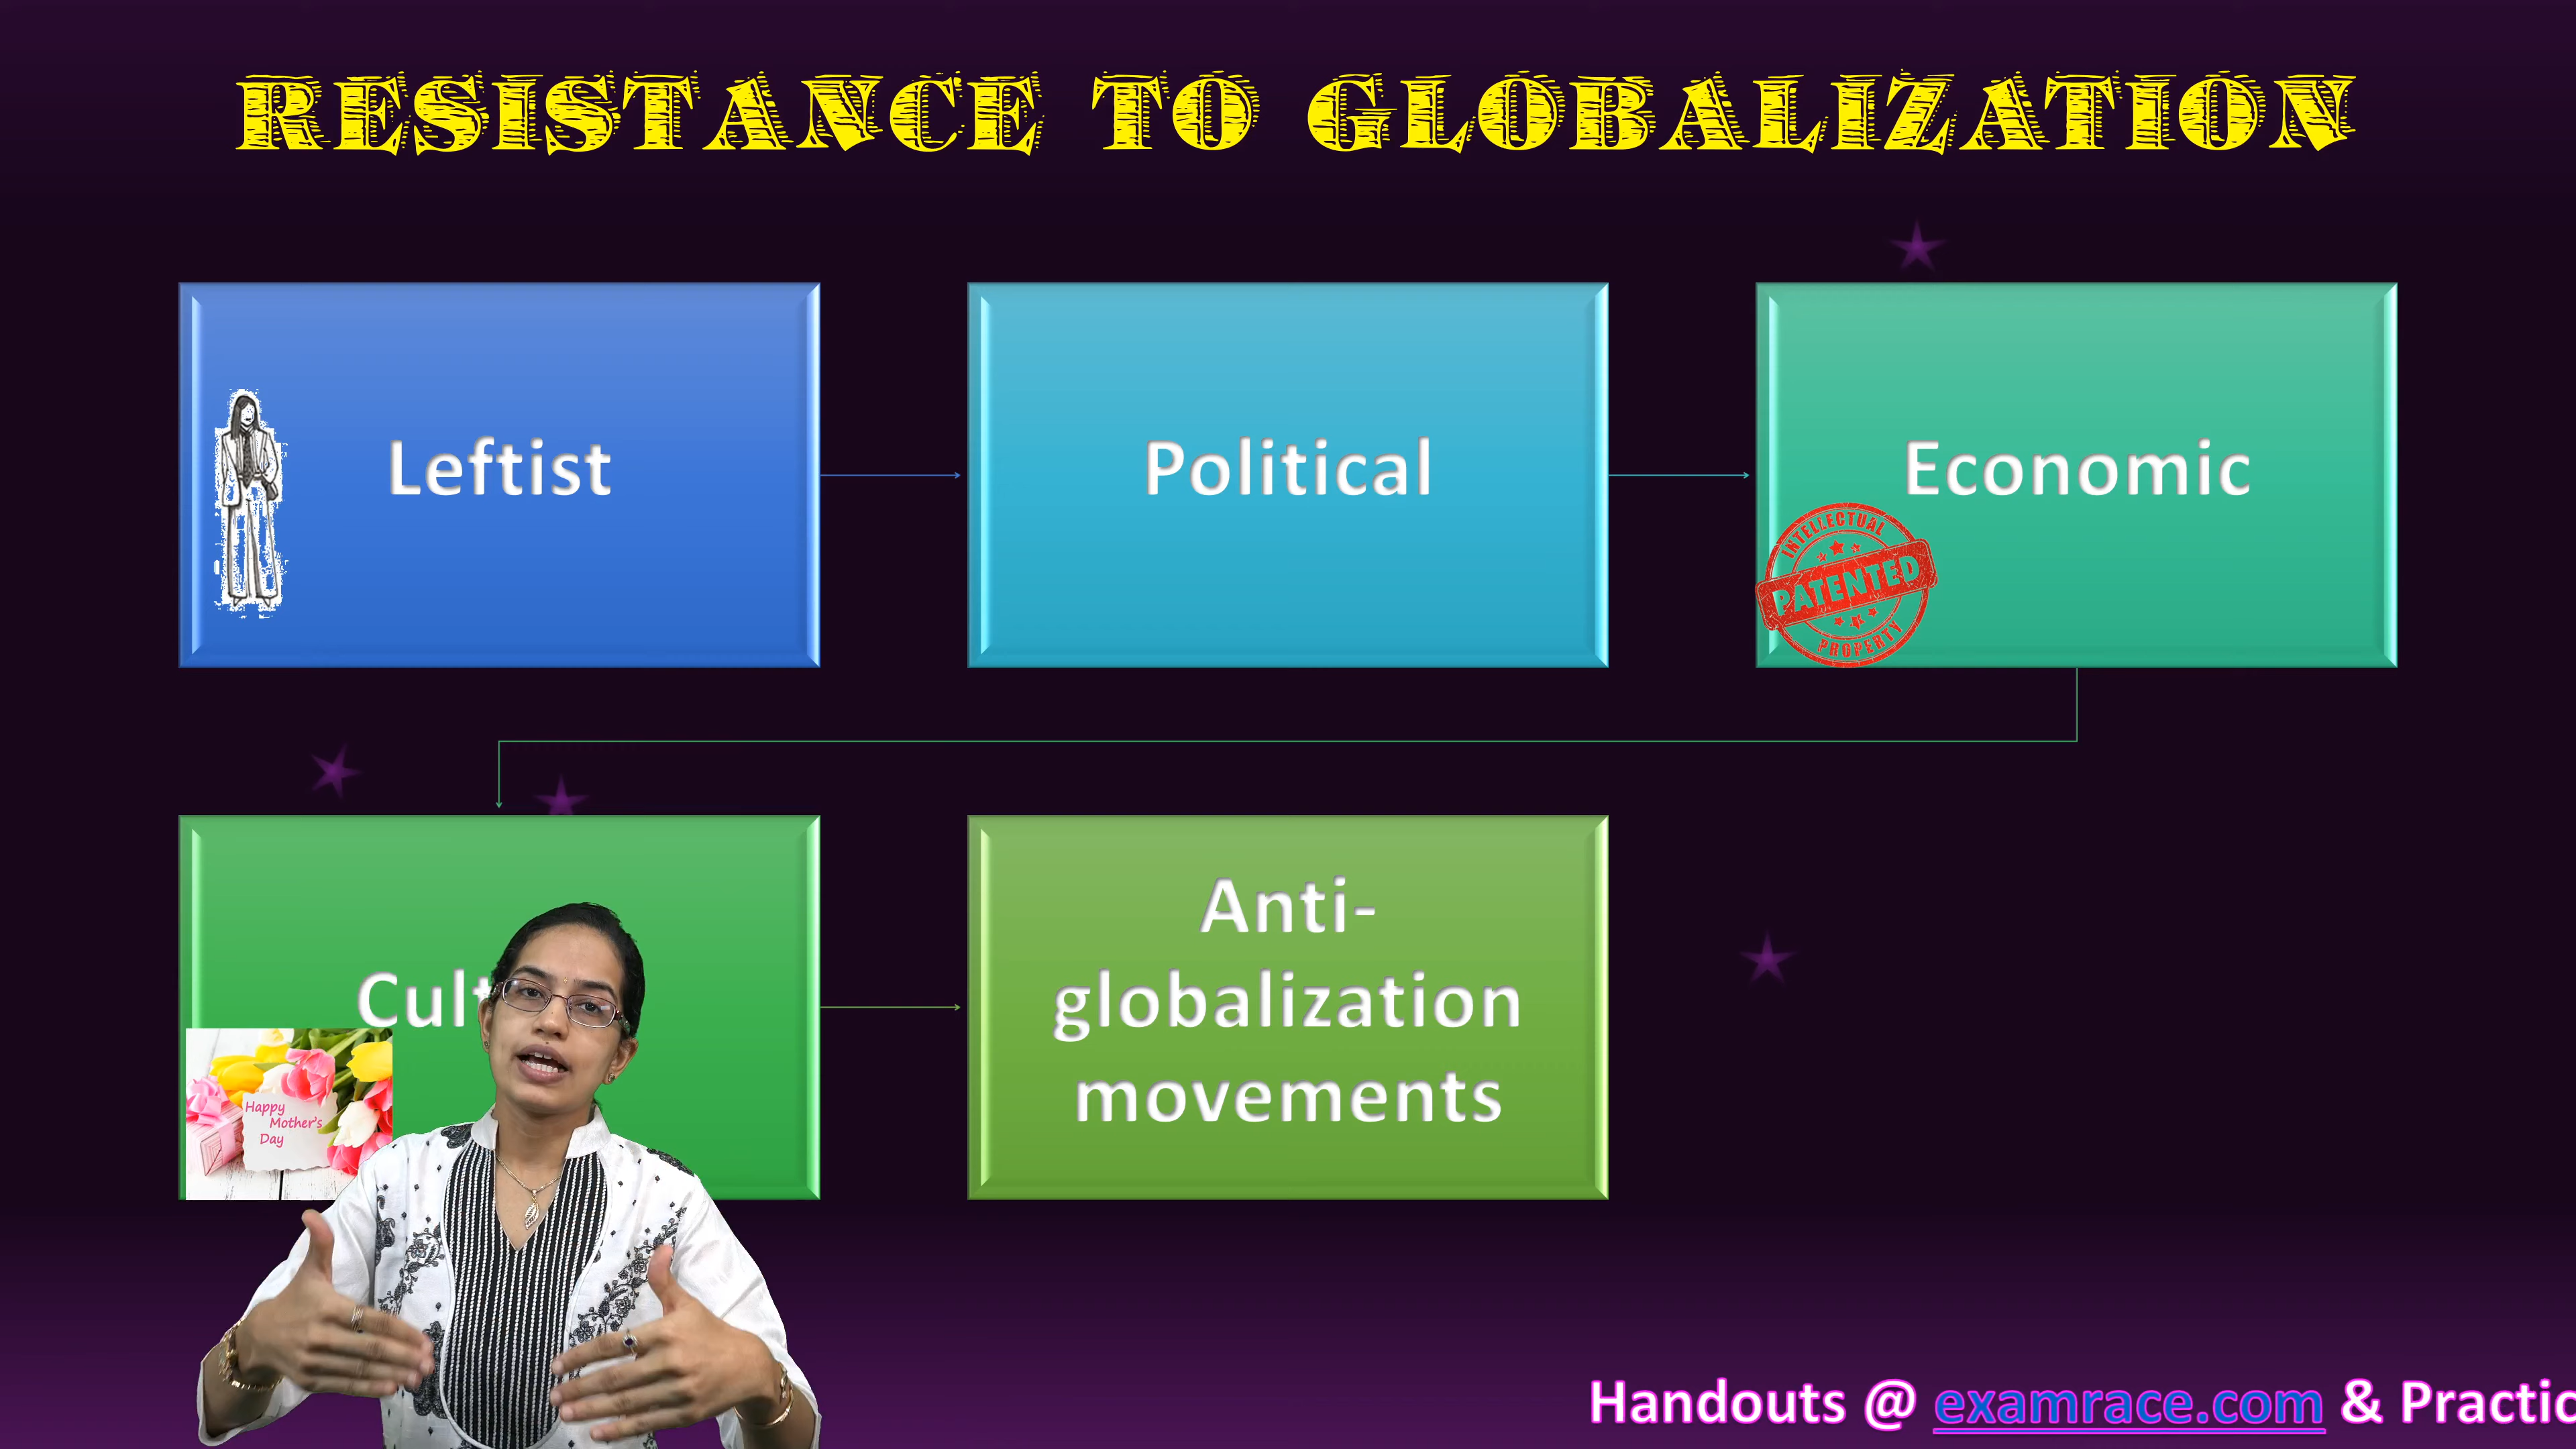 RESISTANCE TO GLOBALIZATION
Leftist
Political
Economic
INTELLECTUAL
PATENTED
PROPERTY
Cult
Anti-
globalization
movements
Happy
Mother's
Day
Handouts @ examrace.com & Practic